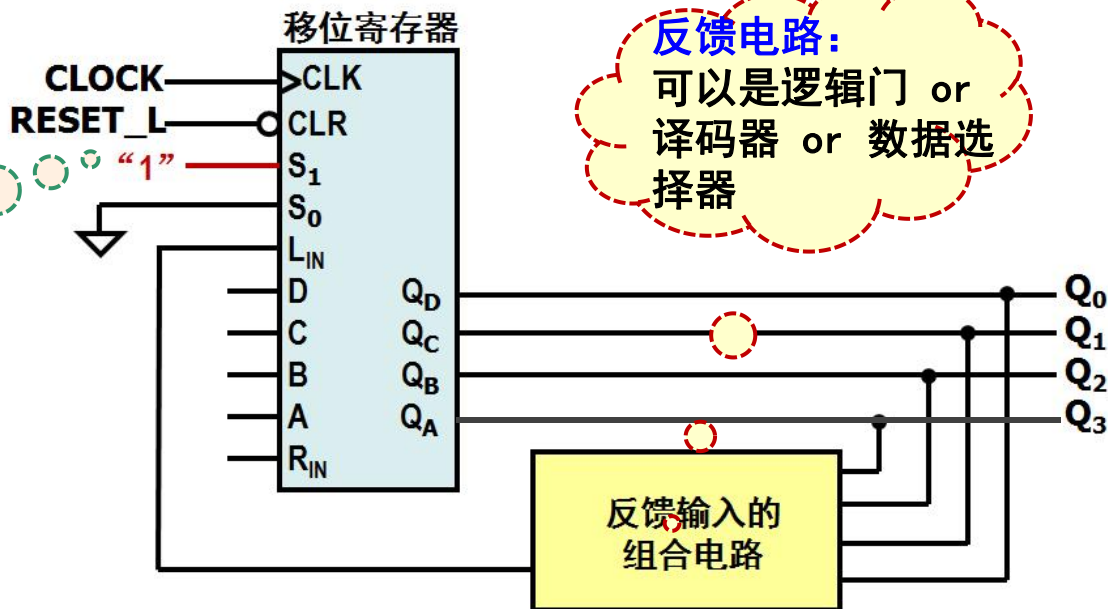 移位寄存器
反馈电路:
可以是逻辑门 or
译码器 or 数据选
择器
CLOCK
CLK
RESET_L
CLR
“1”
S1
S0
LIN
D
QD
Q0
C
QC
Q1
B
QB
Q2
A
QA
Q3
RIN
反馈输入的
组合电路